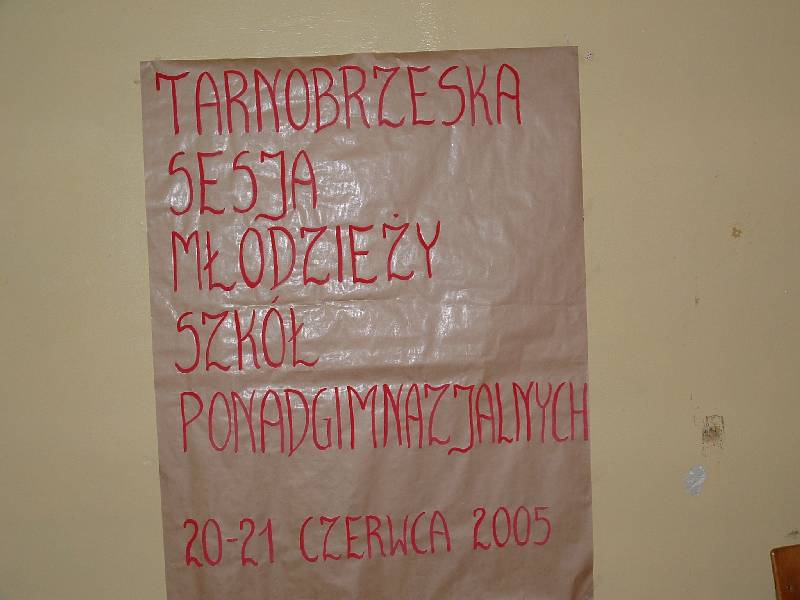 TARNOBRZESKA
SESJA
MŁODZIEŻY
SZKÓŁ
PONADGIMNAZJALNYCH
20-21 CZERWCA 2005